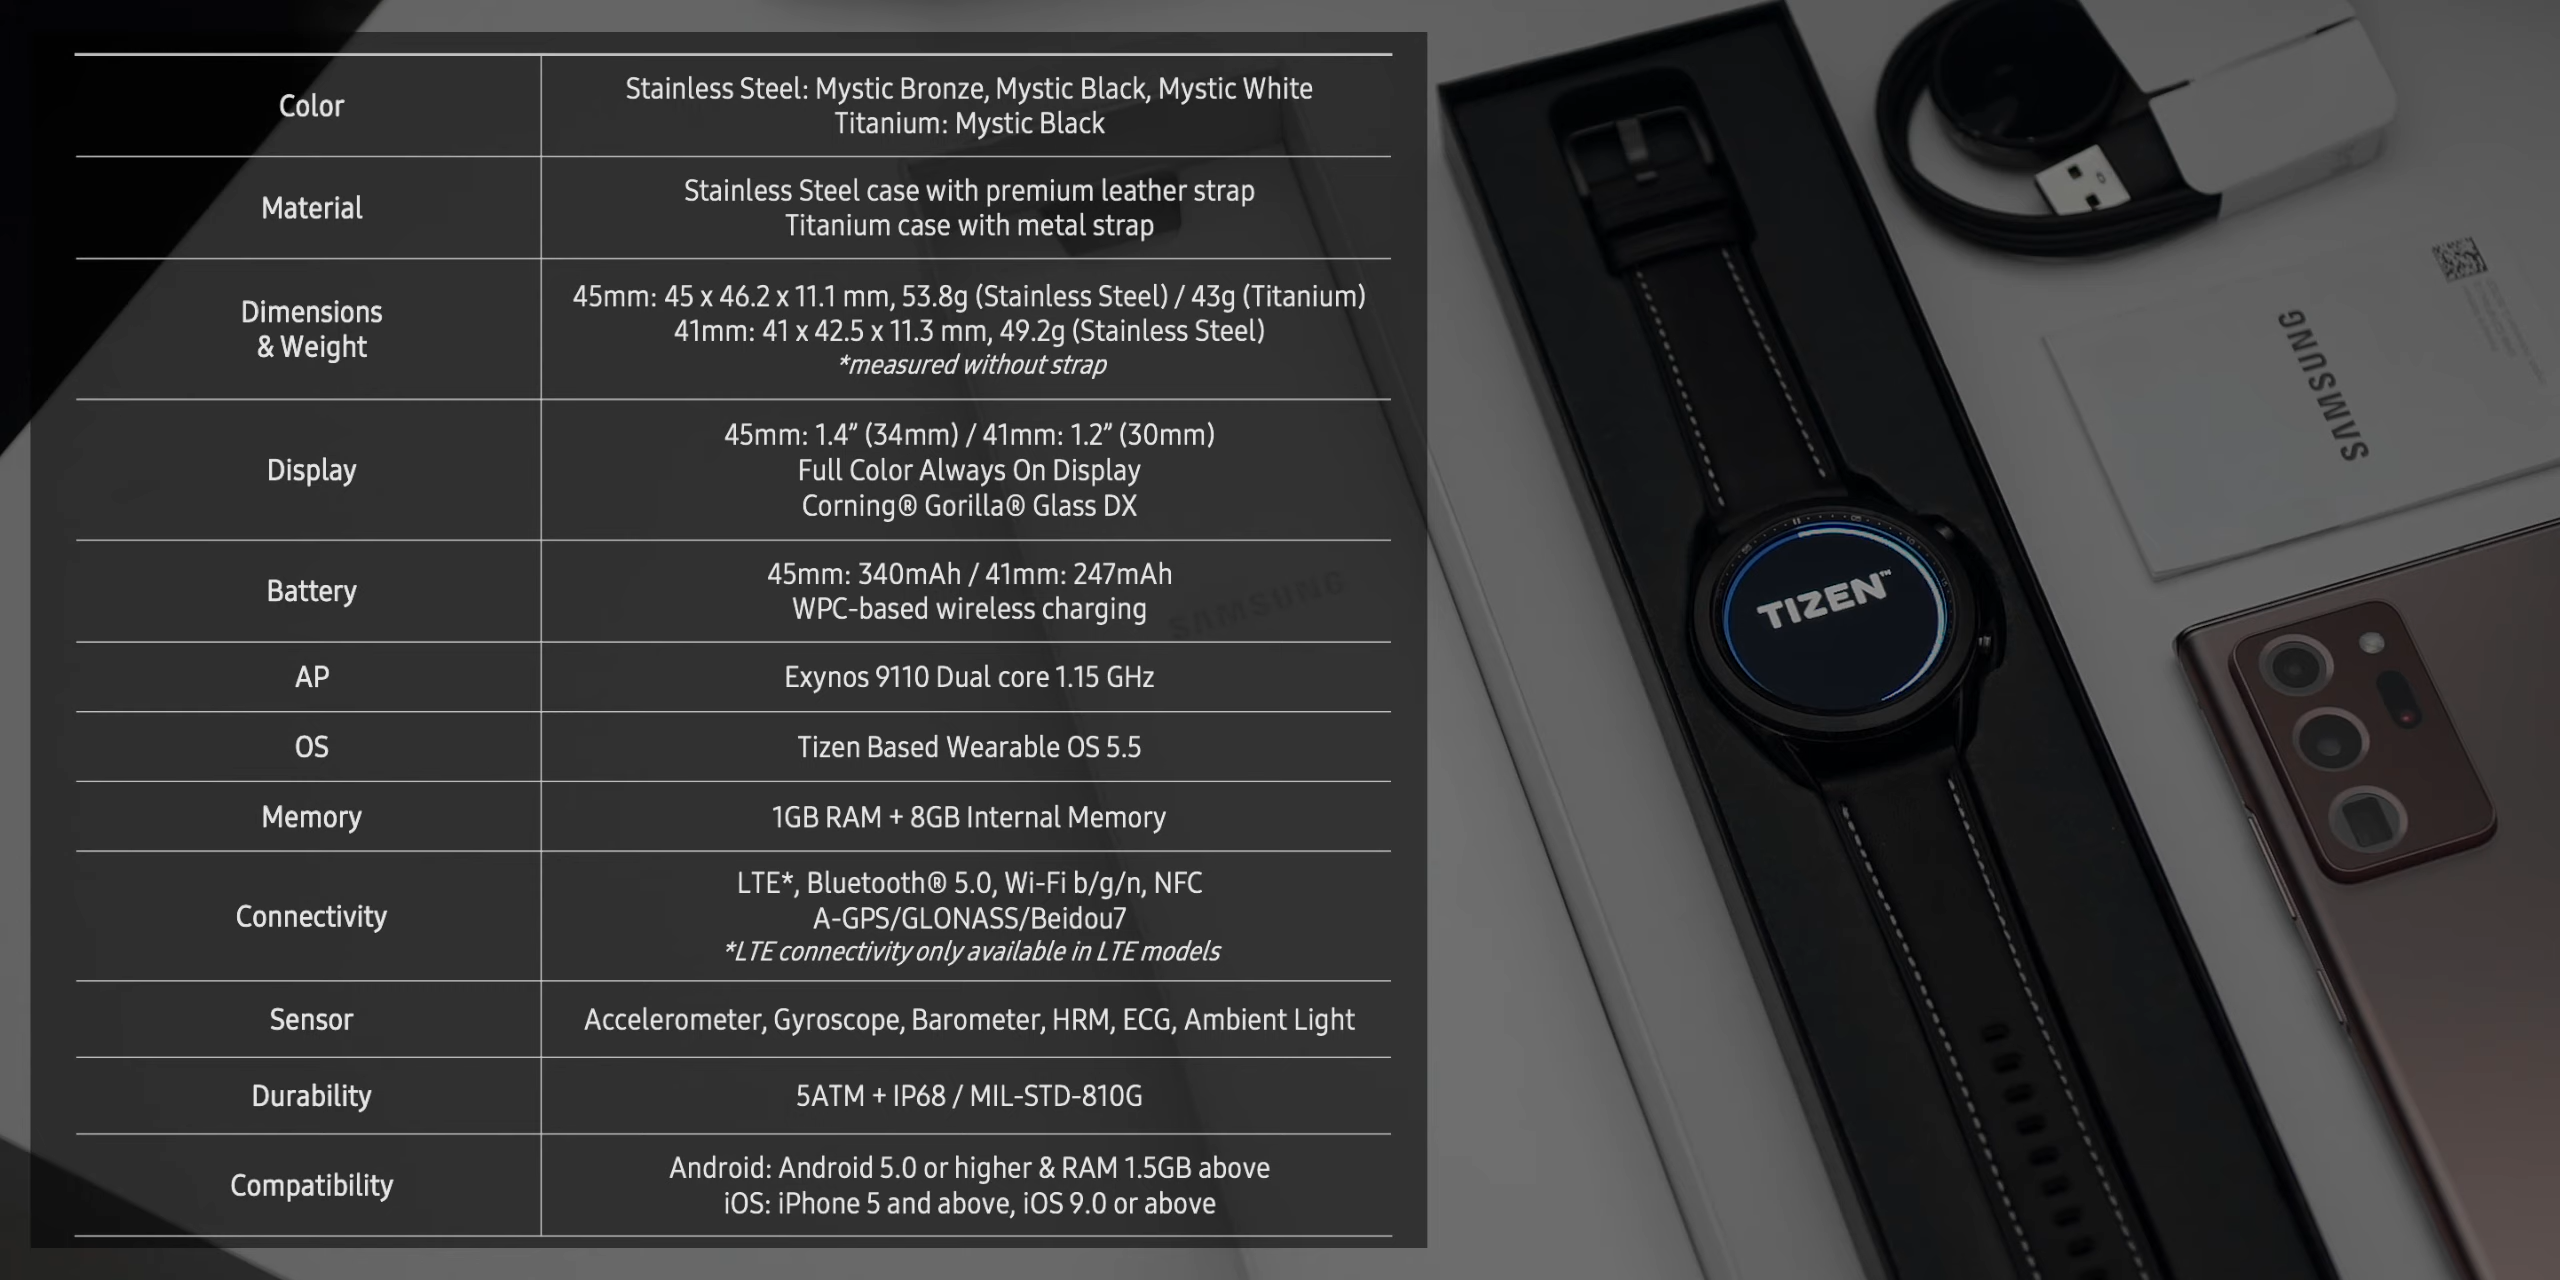 Color
Stainless Steel: Mystic Bronze, Mystic Black, Mystic White
Titanium: Mystic Black
Material
Stainless Steel case with premium leather strap
Titanium case with metal strap
Dimensions
& Weight
45mm: 45 x 46.2 x 11.1 mm, 53.8g (Stainless Steel) / 43g (Titanium)
41mm: 41 x 42.5 x 11.3 mm, 49.2g (Stainless Steel)
*measured without strap
Display
45mm: 1.4” (34mm) / 41mm: 1.2” (30mm)
Full Color Always On Display
Corning® Gorilla® Glass DX
Battery
45mm: 340mAh / 41mm: 247mAh
WPC-based wireless charging
AP
Exynos 9110 Dual core 1.15 GHz
OS
Tizen Based Wearable OS 5.5
Memory
1GB RAM + 8GB Internal Memory
Connectivity
LTE*, Bluetooth® 5.0, Wi-Fi b/g/n, NFC
A-GPS/GLONASS/Beidou7
*LTE connectivity only available in LTE models
Sensor
Accelerometer, Gyroscope, Barometer, HRM, ECG, Ambient Light
Durability
5ATM + IP68 / MIL-STD-810G
Compatibility
Android: Android 5.0 or higher & RAM 1.5GB above
iOS: iPhone 5 and above, iOS 9.0 or above
SAMSUNG
TIZEN™
SAMSUNG